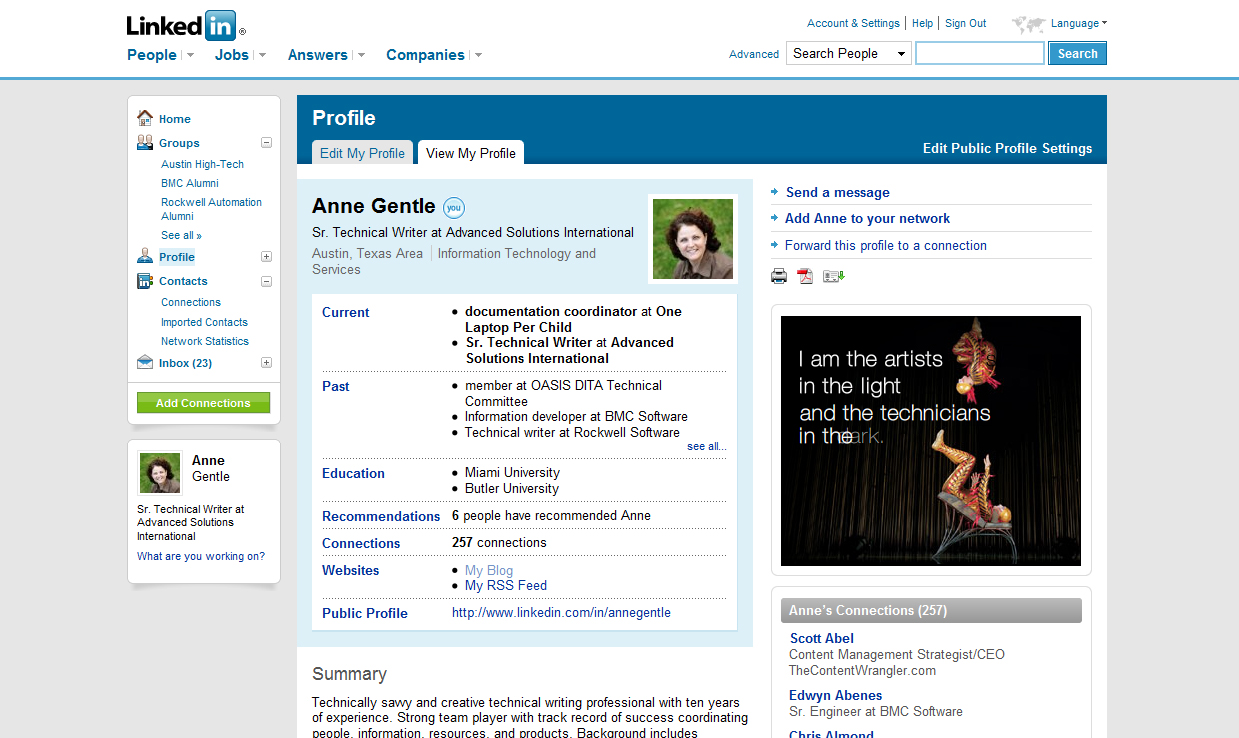 Linked in ®
Account & Settings | Help | Sign Out Language
People Jobs Answers Companies
Advanced Search People Search
Home
Groups
Austin High-Tech
BMC Alumni
Rockwell Automation
Alumni
See all »
Profile
Contacts
Connections
Imported Contacts
Network Statistics
Inbox (23)
Add Connections
Anne
Gentle
Sr. Technical Writer at
Advanced Solutions
International
What are you working on?
Profile
Edit My Profile View My Profile
Edit Public Profile Settings
Anne Gentle you
Sr. Technical Writer at Advanced Solutions International
Austin, Texas Area | Information Technology and
Services
Current
• documentation coordinator at One
Laptop Per Child
• Sr. Technical Writer at Advanced
Solutions International
Past
• member at OASIS DITA Technical
Committee
• Information developer at BMC Software
• Technical writer at Rockwell Software
see all...
Education
• Miami University
• Butler University
Recommendations 6 people have recommended Anne
Connections 257 connections
Websites
• My Blog
• My RSS Feed
Public Profile http://www.linkedin.com/in/annegentle
Summary
Technically savvy and creative technical writing professional with ten years
of experience. Strong team player with track record of success coordinating
people, information, resources, and products. Background includes
Send a message
Add Anne to your network
Forward this profile to a connection
I am the artists
in the light
and the technicians
in the dark.
Anne's Connections (257)
Scott Abel
Content Management Strategist/CEO
TheContentWrangler.com
Edwyn Abenes
Sr. Engineer at BMC Software
Chris Almond